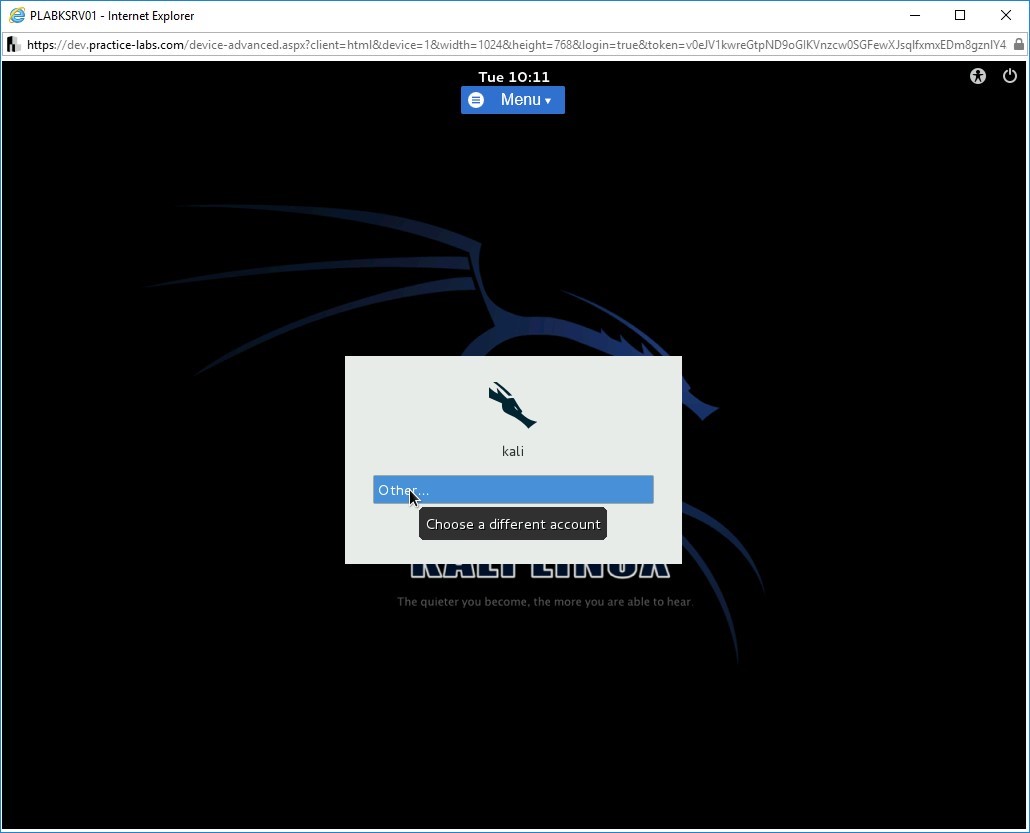 PLABKSRV01 - Internet Explorer
https://dev.practice-labs.com/device-advanced.aspx?client=html&device=1&width=1024&height=768&login=true&token=v0eJV1kwreGtpND9oGlKVnzcw0SGFewXJsqlfxmxEDm8gznlY4
Tue 10:11
Menu
kali
Other...
Choose a different account
KALI LINUX
The quieter you become, the more you are able to hear.